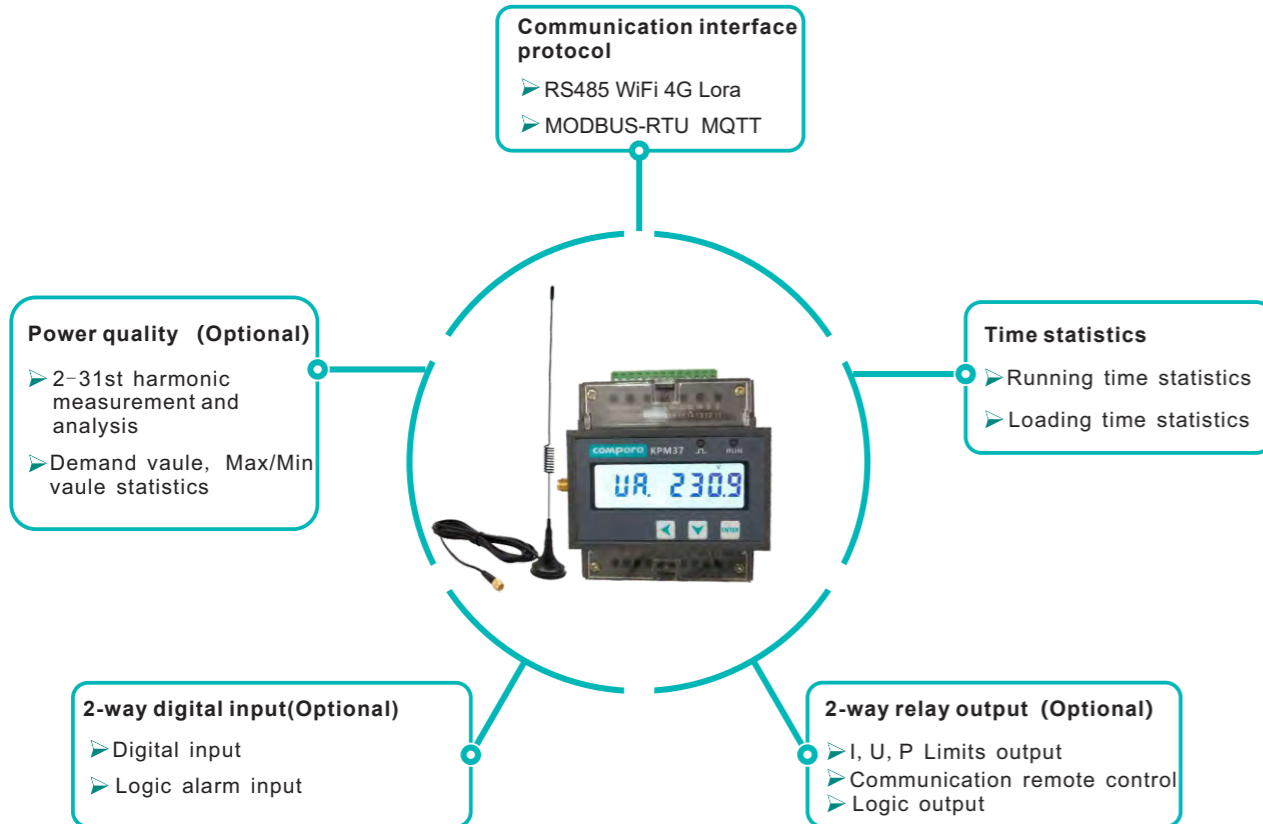 Communication interface
protocol
RS485 WiFi 4G Lora
MODBUS-RTU MQTT
Power quality (Optional)
2-31st harmonic
measurement and
analysis
Demand vaule, Max/Min
vaule statistics
Time statistics
Running time statistics
Loading time statistics
compere KPM37 RUN
V
UA. 230.9
ENTER
2-way digital input(Optional)
Digital input
Logic alarm input
2-way relay output (Optional)
I, U, P Limits output
Communication remote control
Logic output